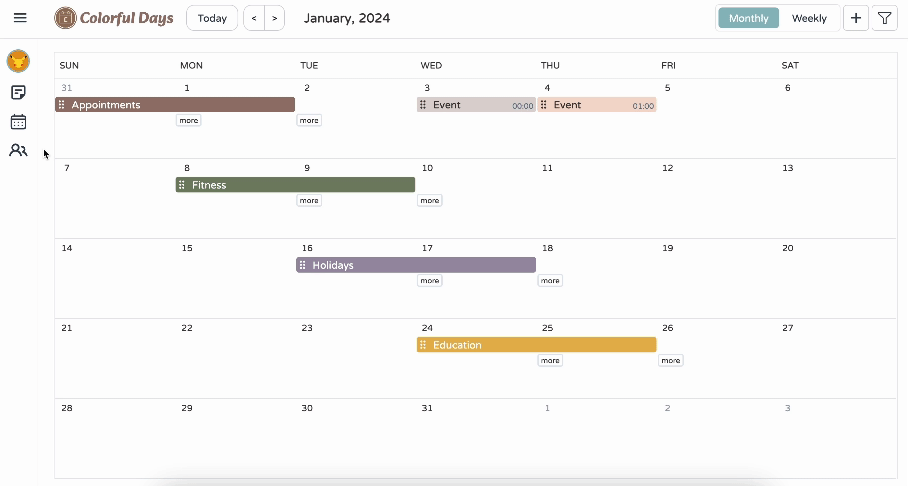 Colorful Days
Today
<
>
January, 2024
Monthly
Weekly
+
SUN MON TUE WED THU FRI SAT
31 1 2 3 4 5 6
Appointments
Event 00:00
Event 01:00
more more
7 8 9 10 11 12 13
Fitness
more more
14 15 16 17 18 19 20
Holidays
more more
21 22 23 24 25 26 27
Education
more more
28 29 30 31 1 2 3